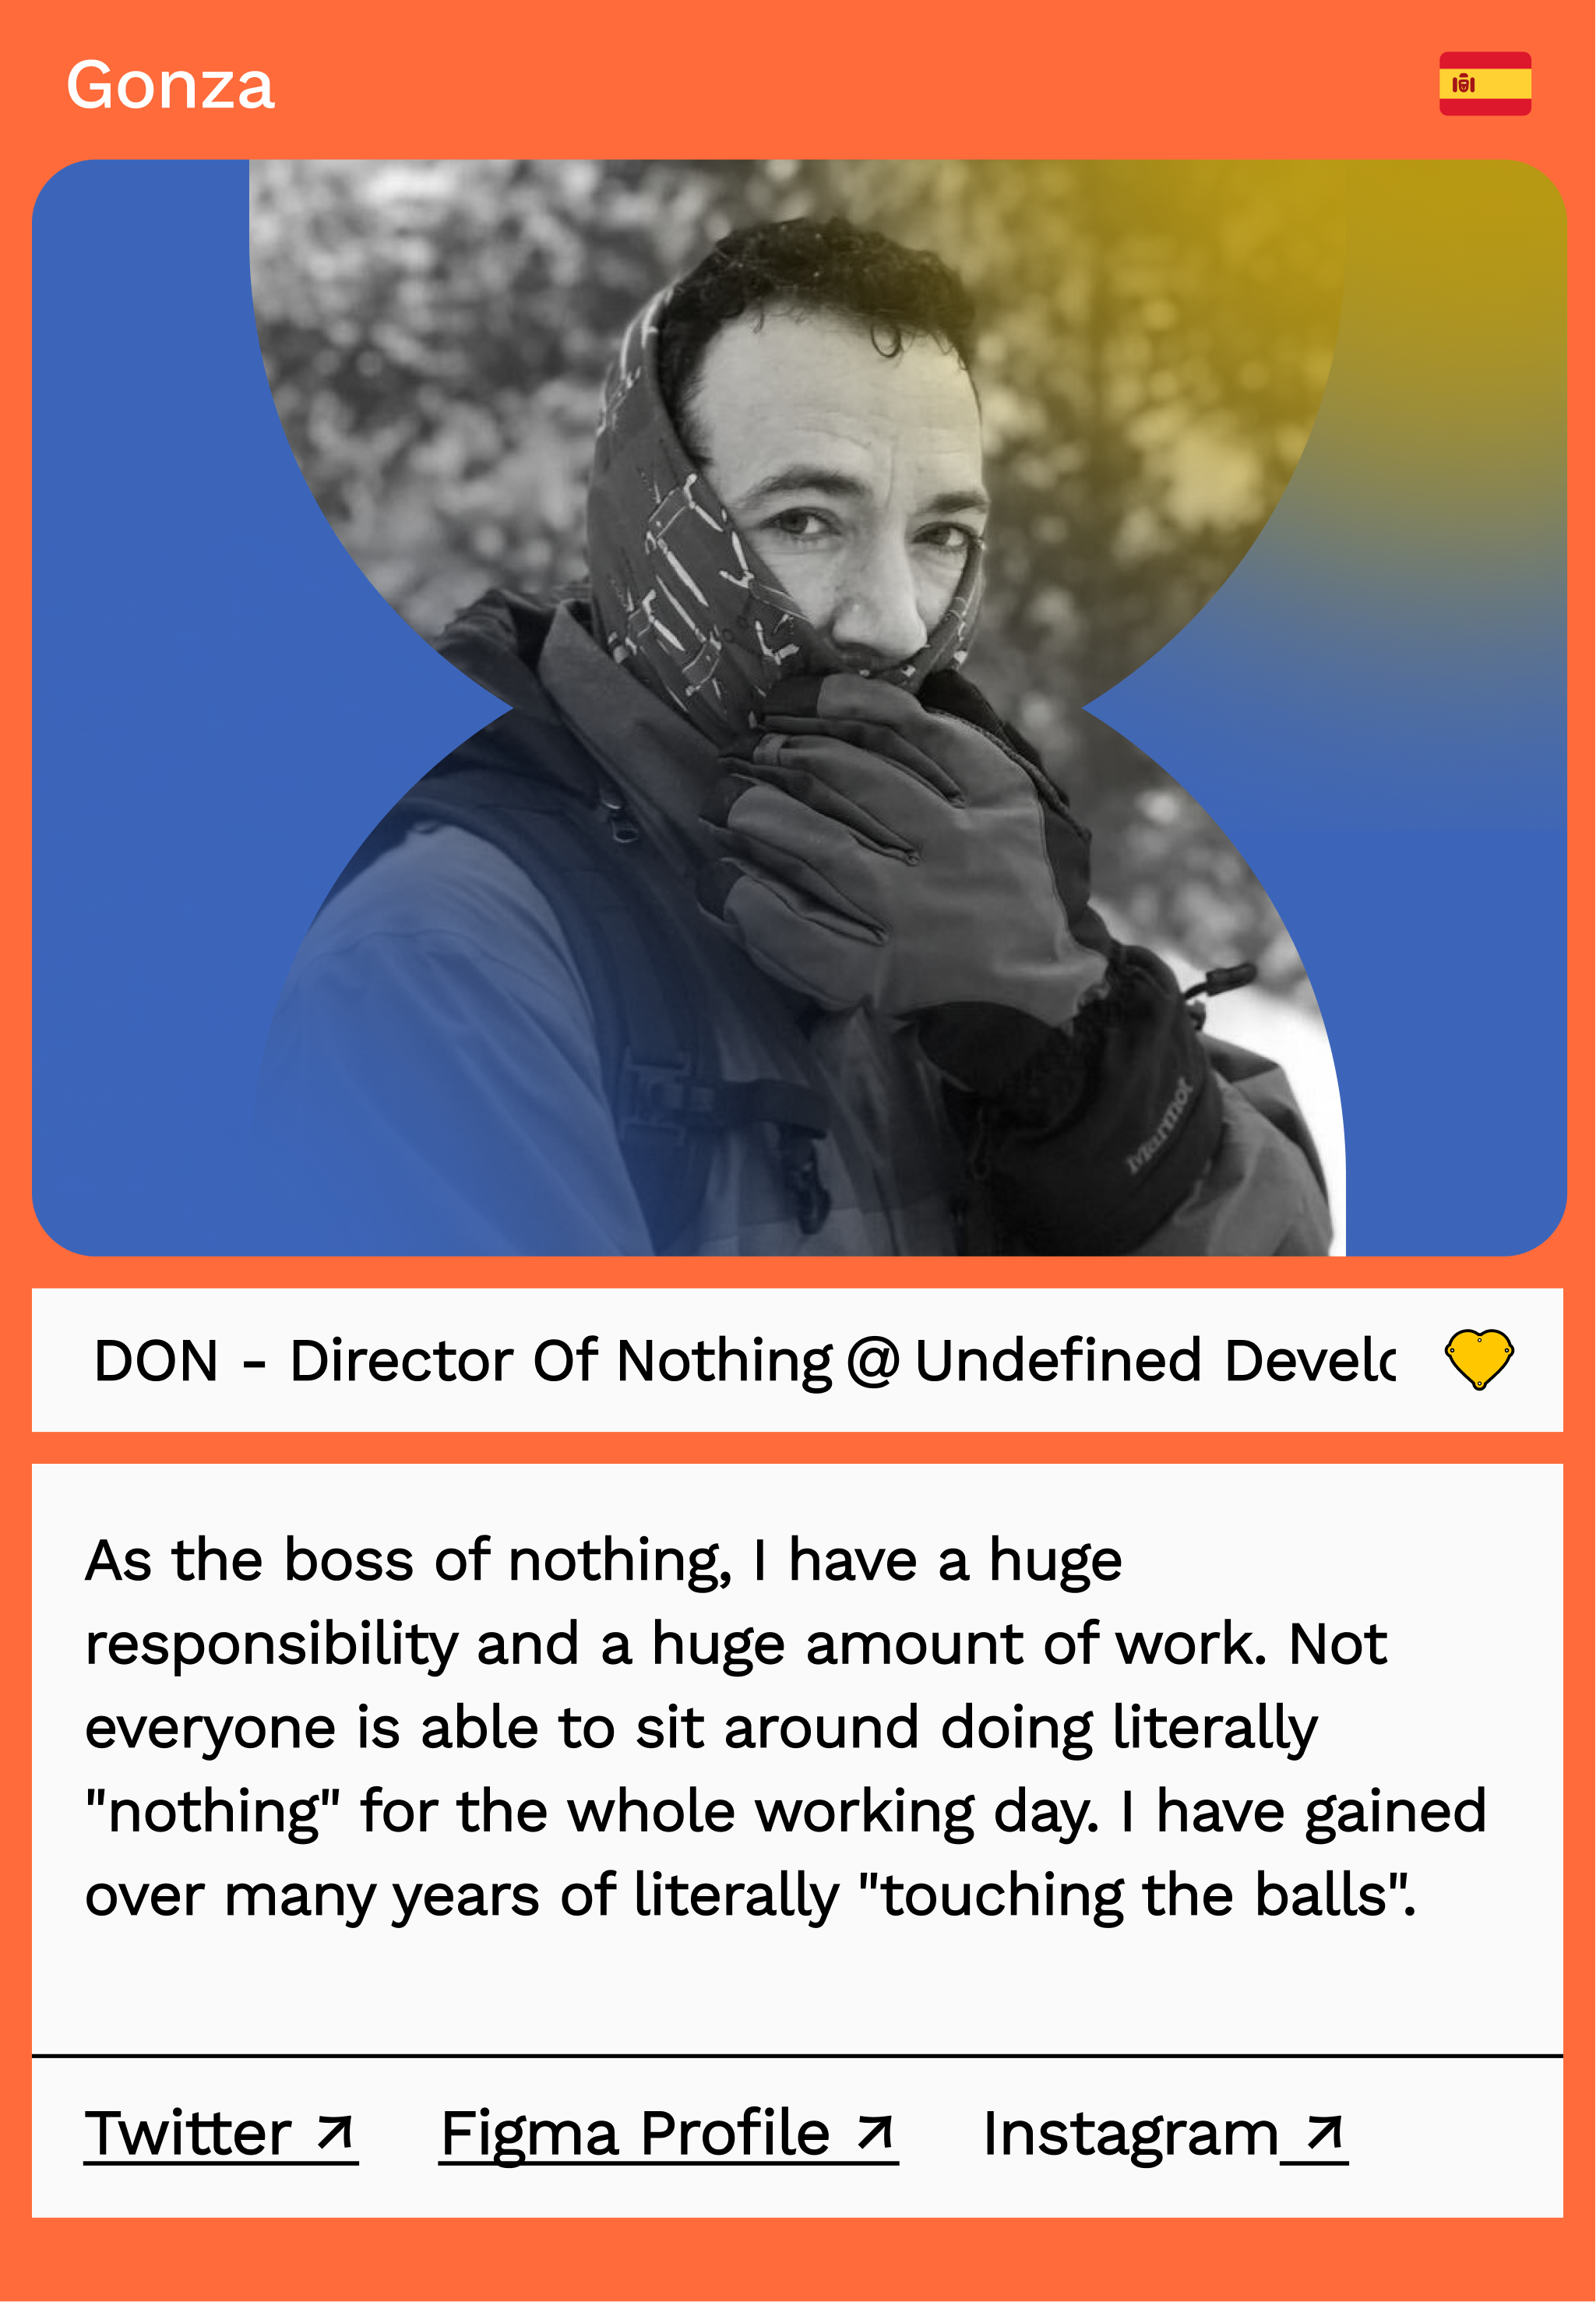 Gonza
Marmot
DON - Director Of Nothing @ Undefined Develo
As the boss of nothing, I have a huge
responsibility and a huge amount of work. Not
everyone is able to sit around doing literally
"nothing" for the whole working day. I have gained
over many years of literally "touching the balls".
Twitter ↗
Figma Profile ↗
Instagram ↗